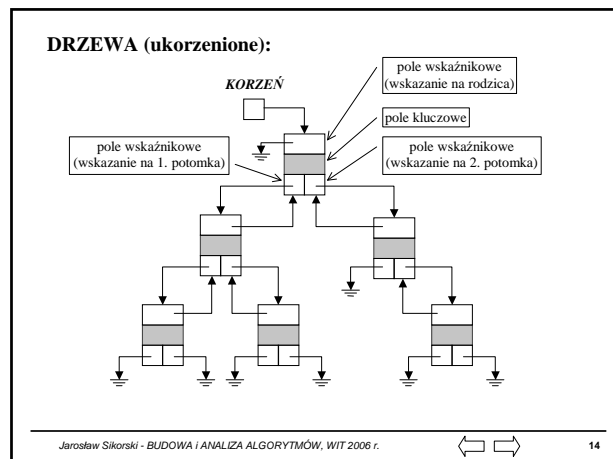 DRZEWA (ukorzenione):
KORZEŃ
pole wskaźnikowe
(wskazanie na rodzica)
pole kluczowe
pole wskaźnikowe
(wskazanie na 1. potomka)
pole wskaźnikowe
(wskazanie na 2. potomka)
Jarosław Sikorski - BUDOWA i ANALIZA ALGORYTMÓW, WIT 2006 r.
14